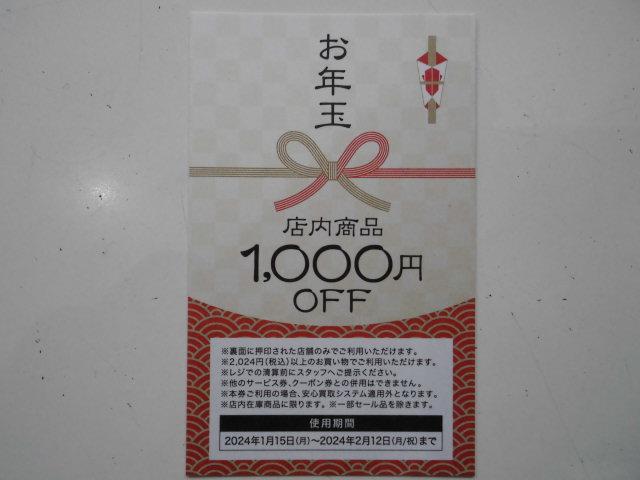 お年玉
店内商品
1,000円
OFF
※裏面に押印された店舗のみでご利用いただけます。
※2,024円(税込)以上のお買い物でご利用いただけます。
※レジでの清算前にスタッフへご提示ください。
※他のサービス券、クーポン券との併用はできません。
※本券ご利用の場合、安心買取システム適用外となります。
※店内在庫商品に限ります。※一部セール品を除きます。
使用期間
2024年1月15日(月)〜2024年2月12日(月/祝)まで